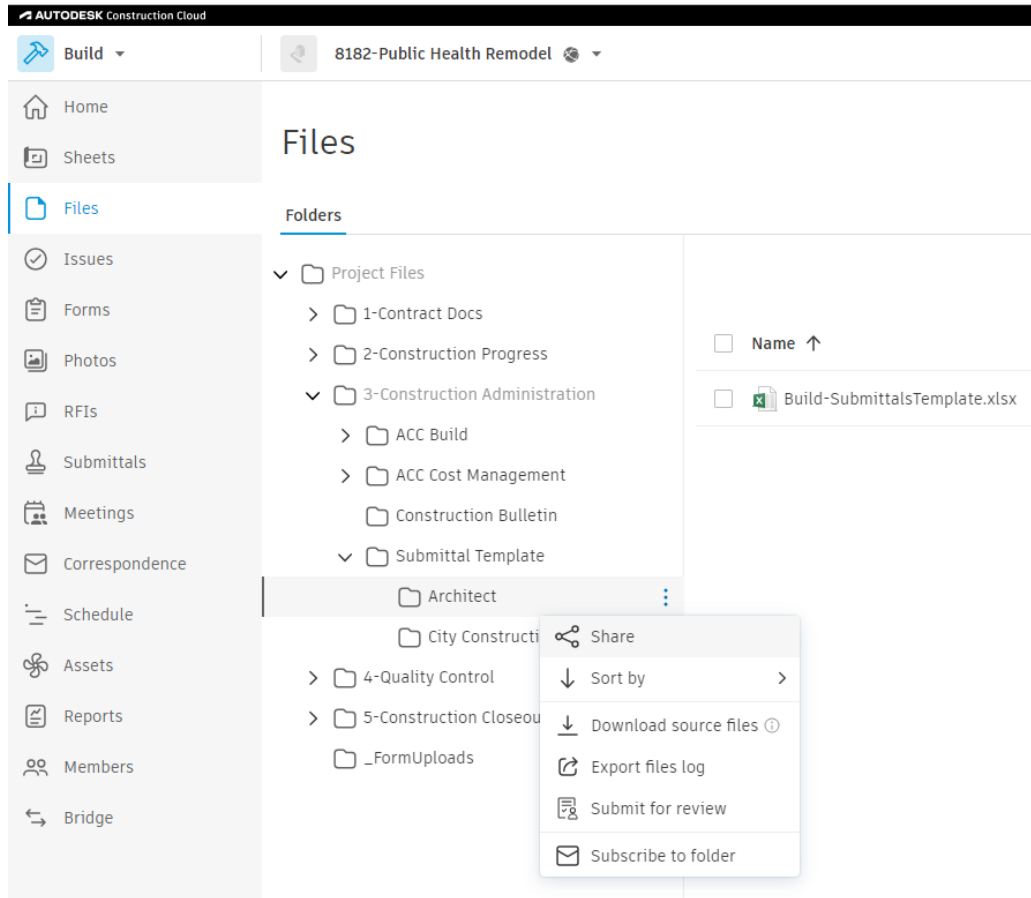 AUTODESK Construction Cloud
Build
8182-Public Health Remodel
Home
Sheets
Files
Issues
Forms
Photos
RFIs
Submittals
Meetings
Correspondence
Schedule
Assets
Reports
Members
Bridge
Files
Folders
Project Files
1-Contract Docs
2-Construction Progress
3-Construction Administration
ACC Build
ACC Cost Management
Construction Bulletin
Submittal Template
Architect
City Constructi
4-Quality Control
5-Construction Closeou
_FormUploads
Share
Sort by
Download source files
Export files log
Submit for review
Subscribe to folder
Name
Build-SubmittalsTemplate.xlsx